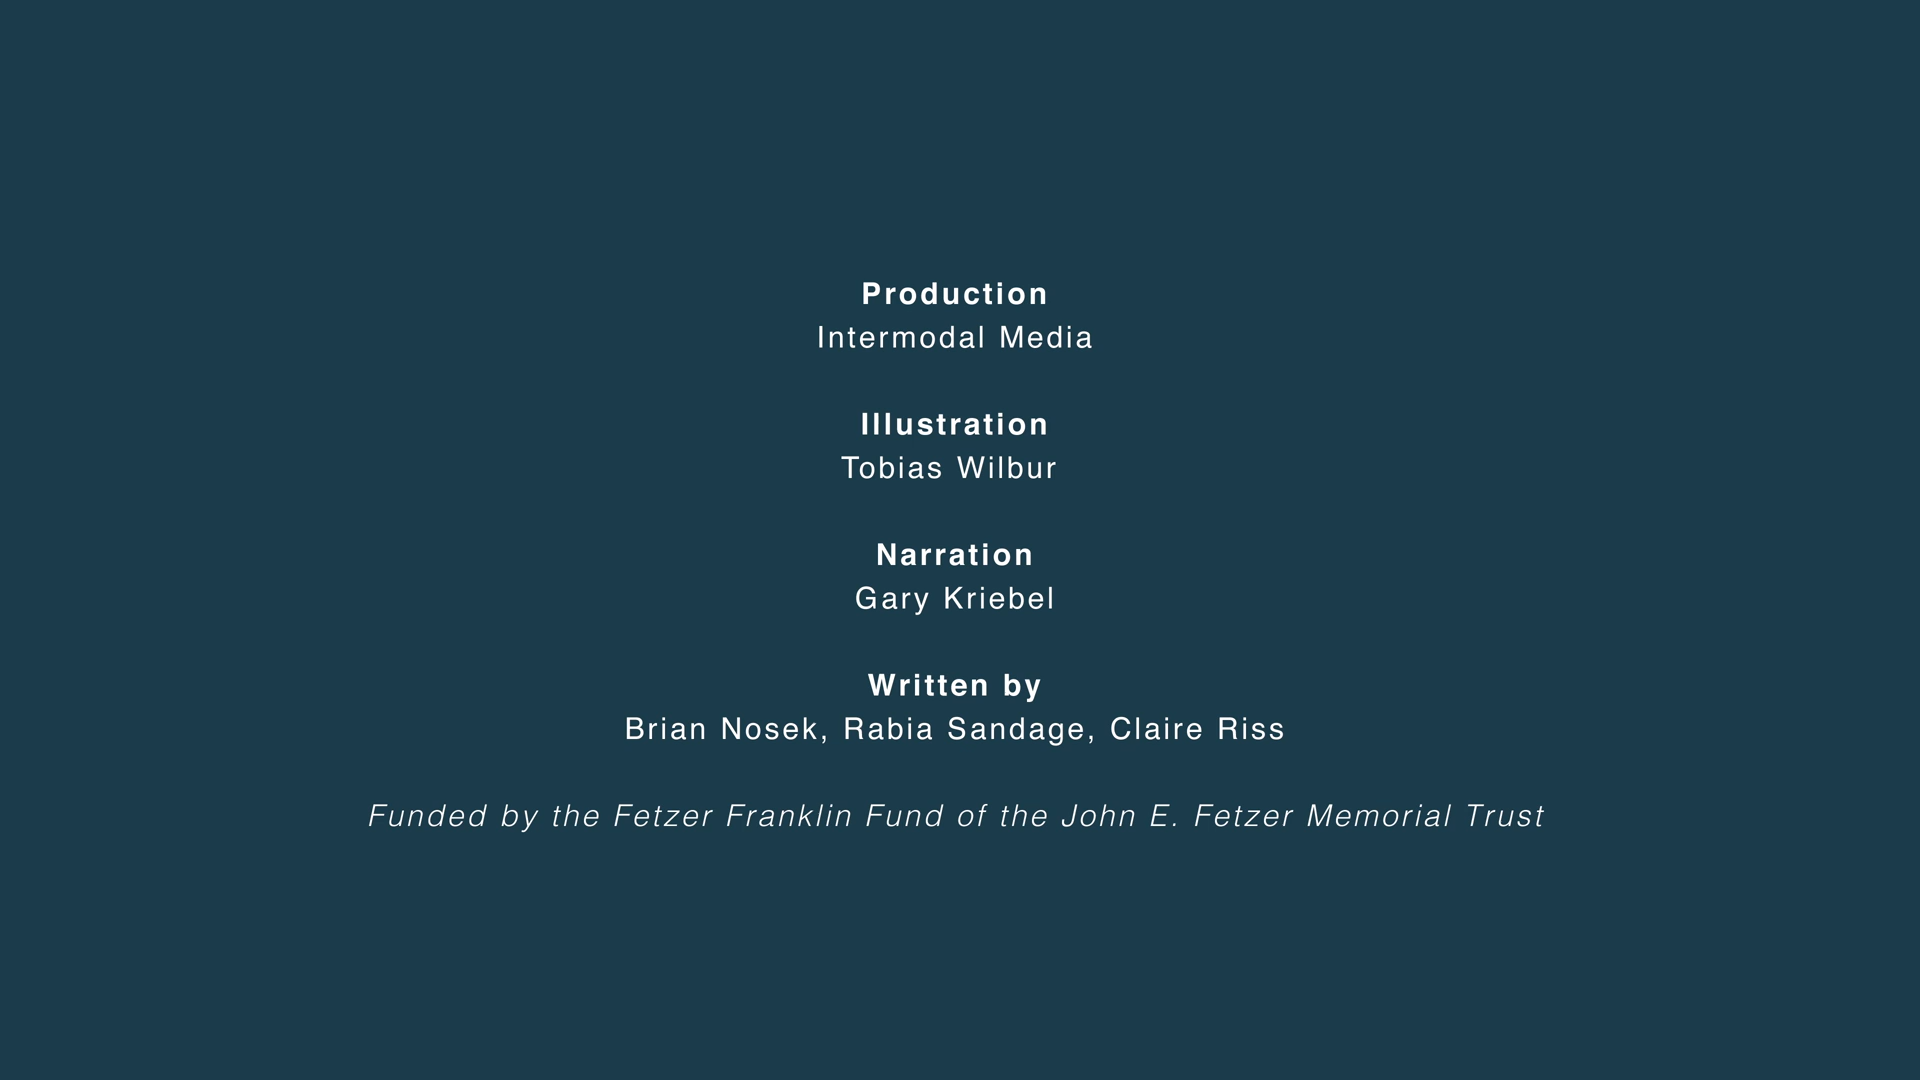 Production
Intermodal Media
Illustration
Tobias Wilbur
Narration
Gary Kriebel
Written by
Brian Nosek, Rabia Sandage, Claire Riss
Funded by the Fetzer Franklin Fund of the John E. Fetzer Memorial Trust